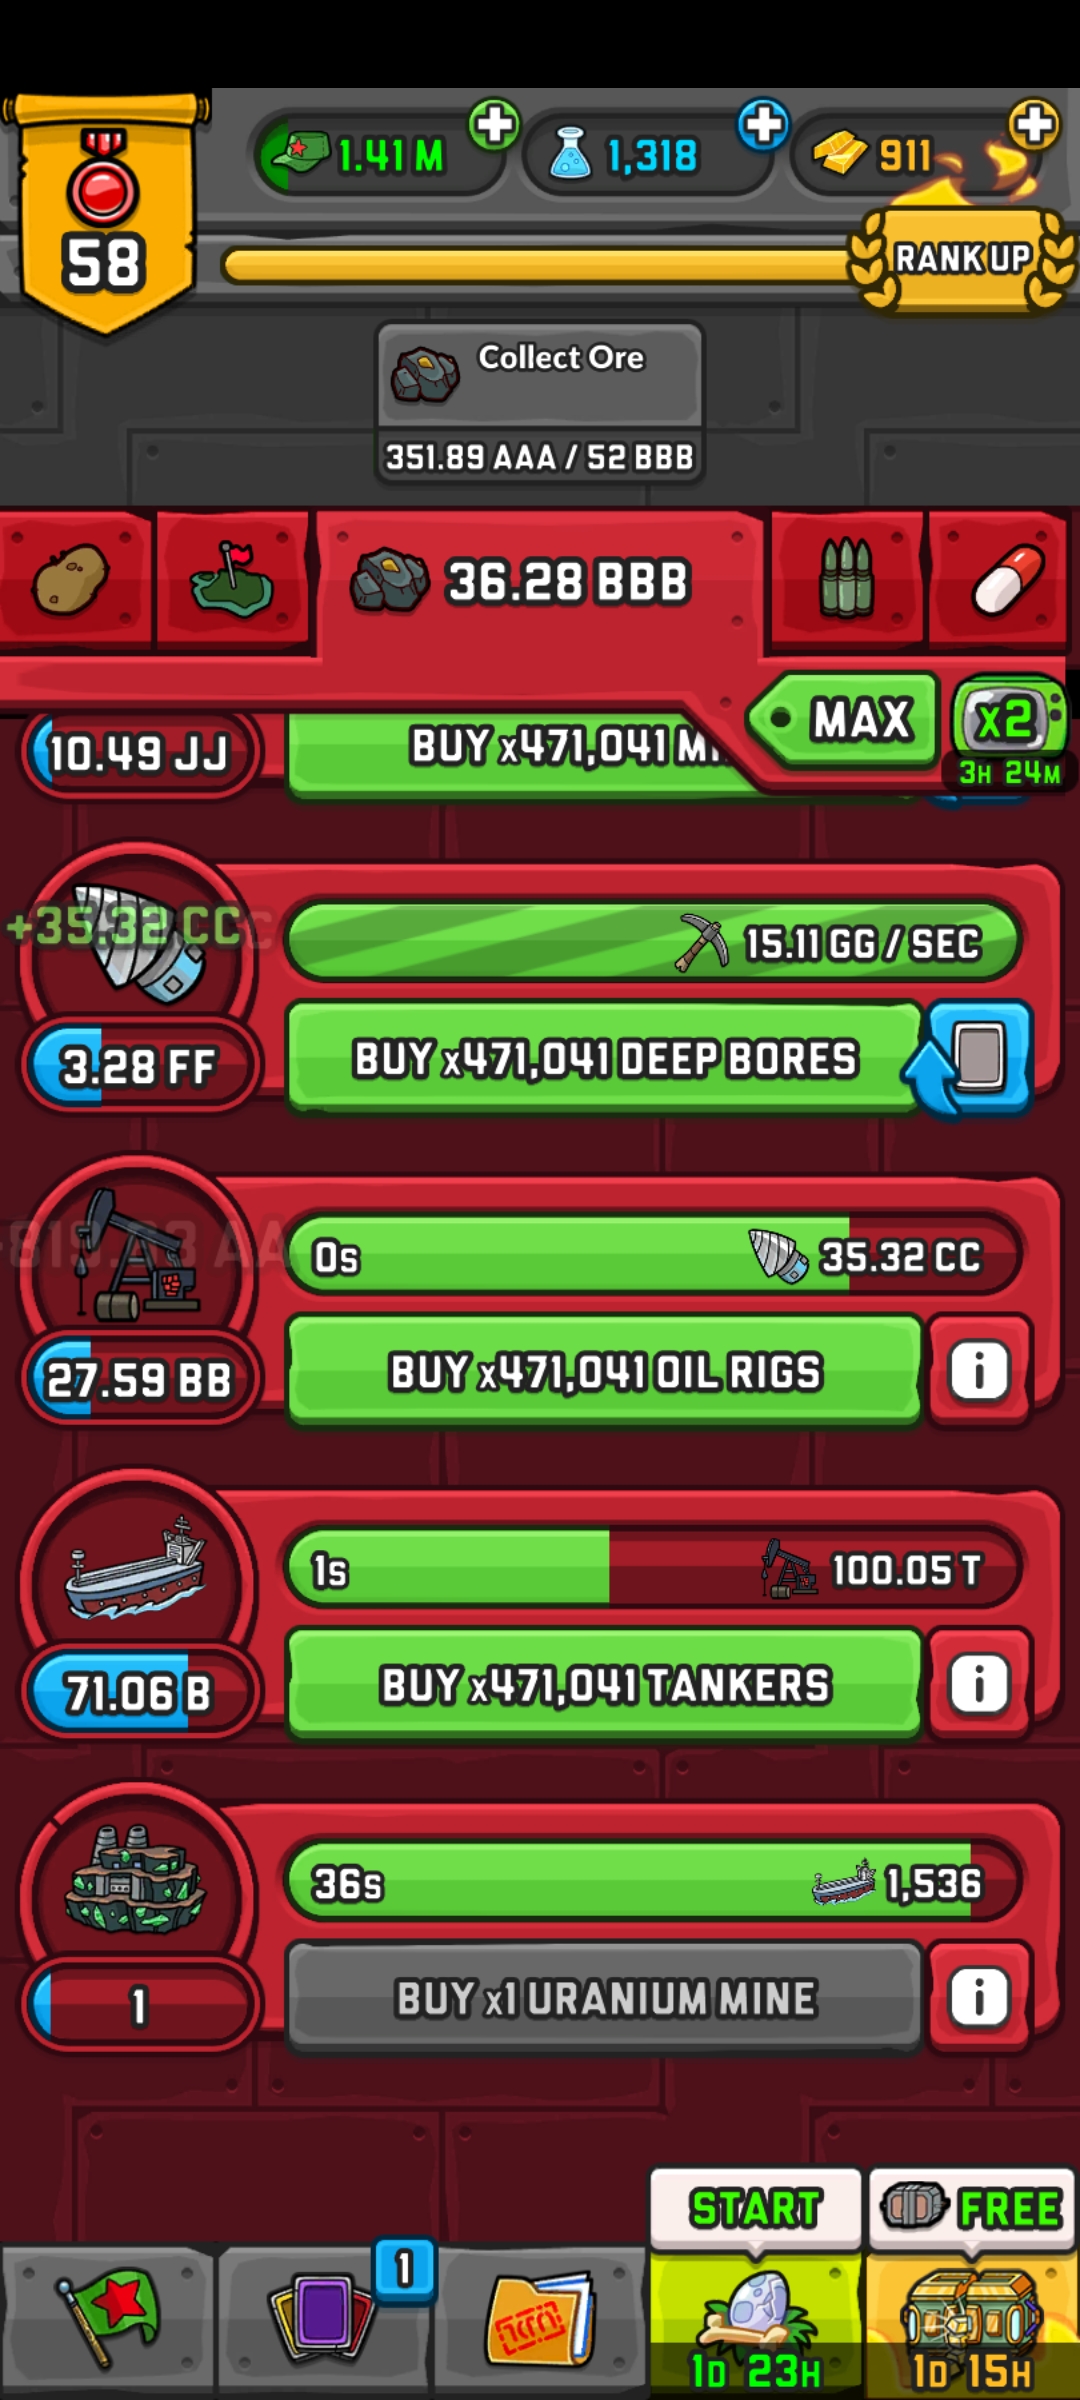 1.41 M
1,318
911
58
RANK UP
Collect Ore
351.89 AAA / 52 BBB
36.28 BBB
MAX
x2
3H 24M
10.49 JJ
BUY x471,041
+35.32 CC
15.11 GG / SEC
3.28 FF
BUY x471,041 DEEP BORES
0s
35.32 CC
27.59 BB
BUY x471,041 OIL RIGS
1s
100.05 T
71.06 B
BUY x471,041 TANKERS
36s
1,536
1
BUY x1 URANIUM MINE
START
FREE
1
1D 23H
1D 15H